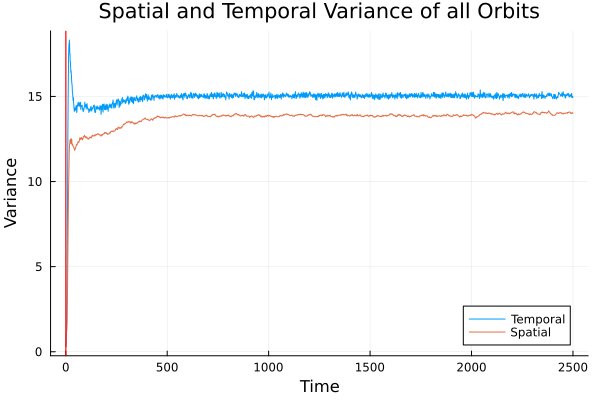 Spatial and Temporal Variance of all Orbits
Variance
15
10
5
0
0
500
1000
1500
2000
2500
Time
Temporal
Spatial